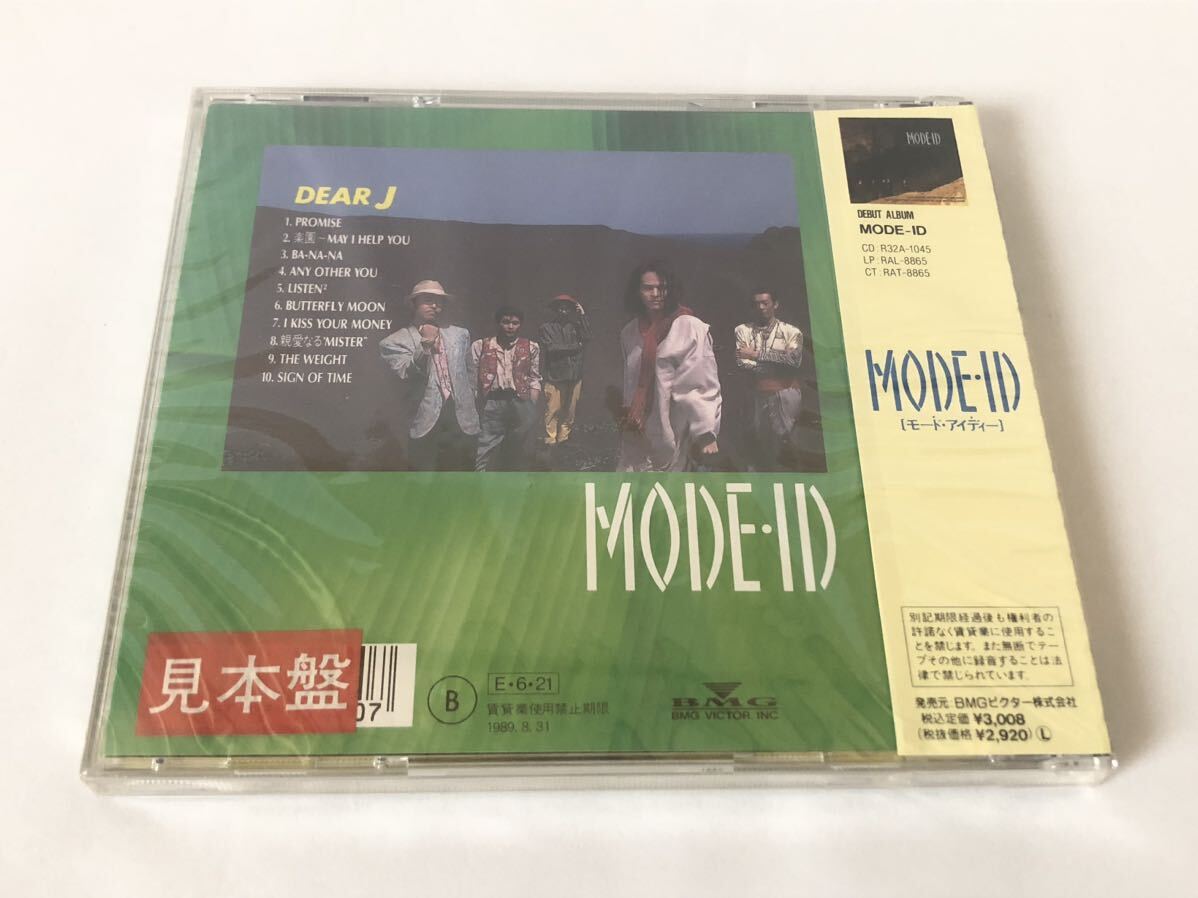 DEAR J
1. PROMISE
2. 楽園~MAY I HELP YOU
3. BA-NA-NA
4. ANY OTHER YOU
5. LISTEN²
6. BUTTERFLY MOON
7. I KISS YOUR MONEY
8. 親愛なる"MISTER"
9. THE WEIGHT
10. SIGN OF TIME
MODE・ID
見本盤
07
B
E・6・21
賃貸業使用禁止期限
1989. 8. 31
BMG
BMG VICTOR INC
MODE・ID
DEBUT ALBUM
MODE-ID
CD:R32A-1045
LP:RAL-8865
CT:RAT-8865
MODE・ID
[モード・アイディー]
別記期限経過後も権利者の
許諾なく賃貸業に使用するこ
とを禁じます。また無断でテー
プその他に録音することは法
律で禁じられています。
発売元 BMGビクター株式会社
税込定価 ¥3,008
(税抜価格 ¥2,920) L